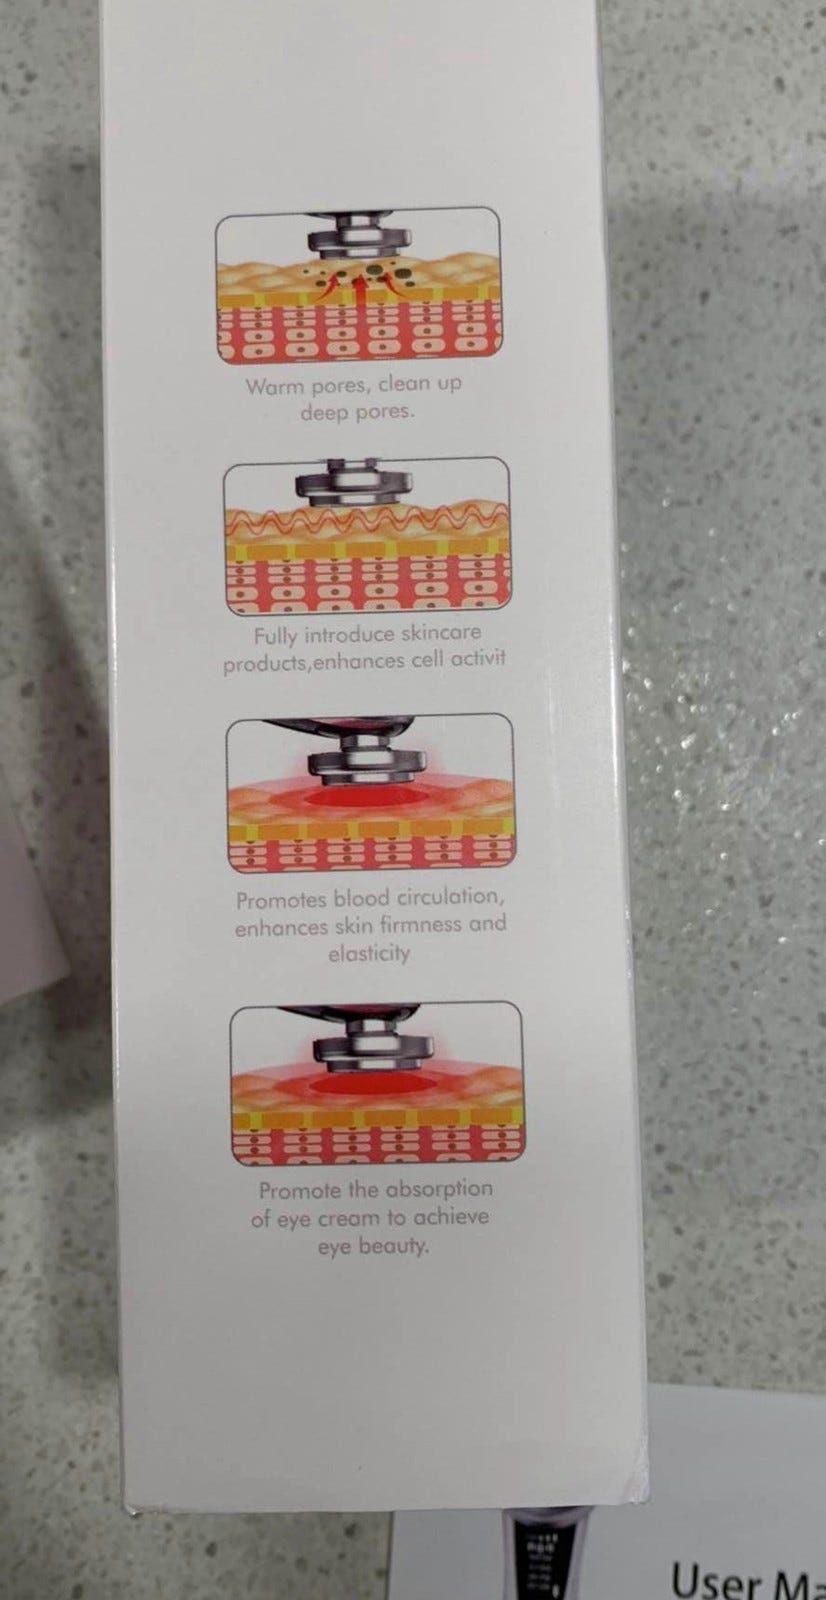 Warm pores, clean up
deep pores.
Fully introduce skincare
products,enhances cell activit
Promotes blood circulation,
enhances skin firmness and
elasticity
Promote the absorption
of eye cream to achieve
eye beauty.
User Ma